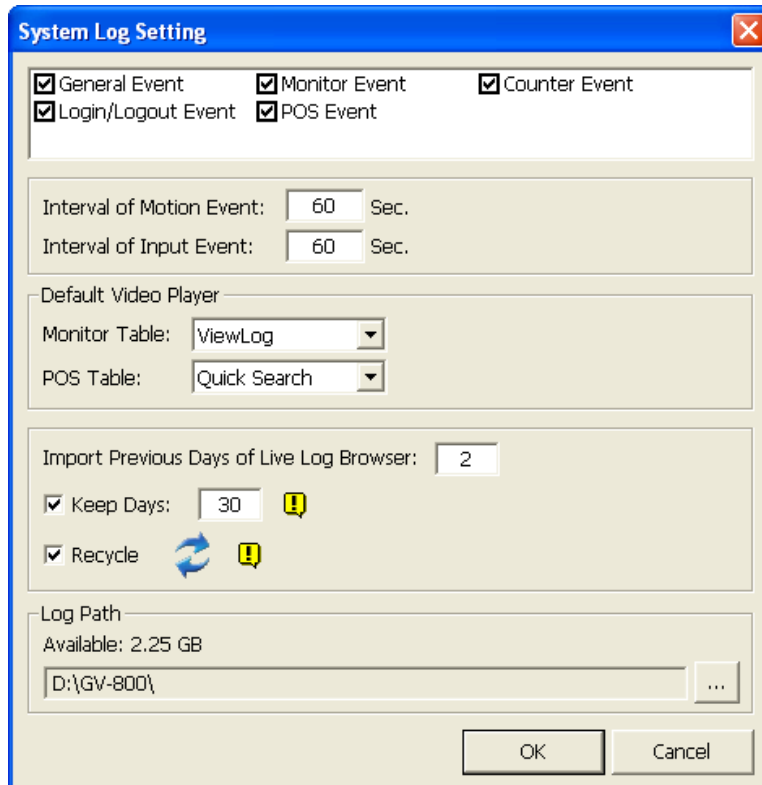 System Log Setting
General Event Monitor Event Counter Event
Login/Logout Event POS Event
Interval of Motion Event: 60 Sec.
Interval of Input Event: 60 Sec.
Default Video Player
Monitor Table: ViewLog
POS Table: Quick Search
Import Previous Days of Live Log Browser: 2
Keep Days: 30 !
Recycle !
Log Path
Available: 2.25 GB
D:\GV-800\ ...
OK Cancel